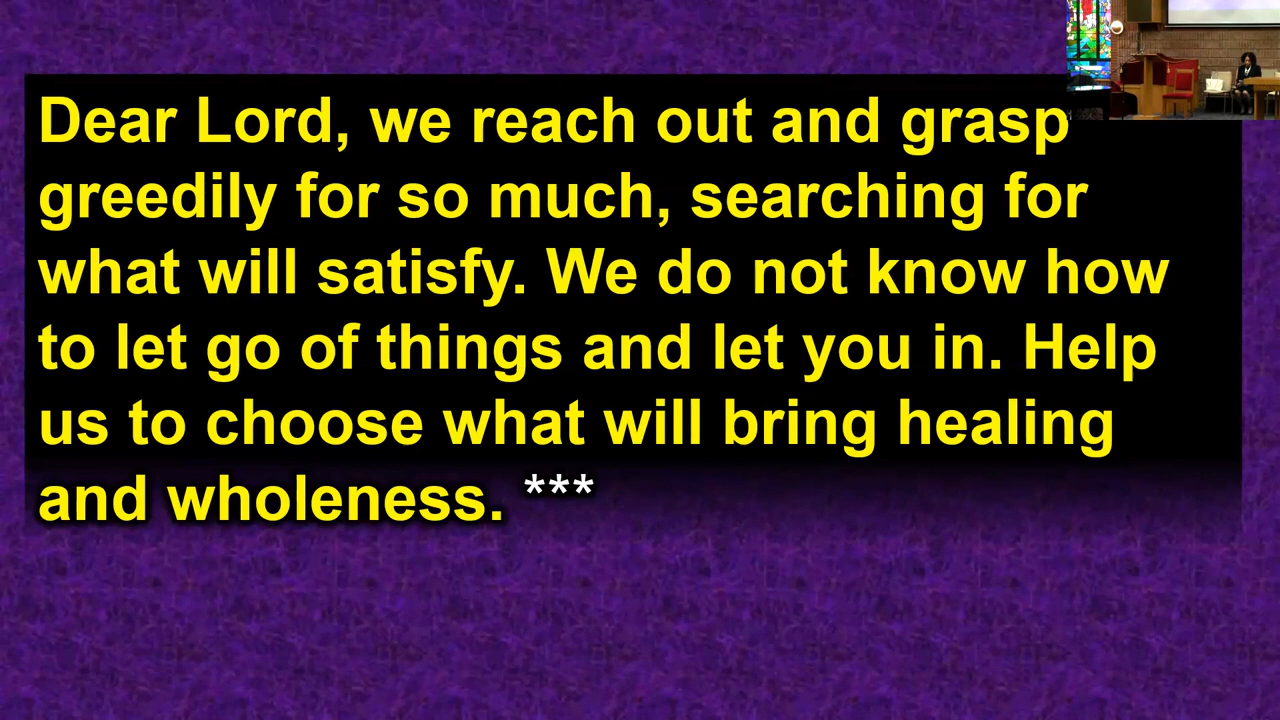 Dear Lord, we reach out and grasp
greedily for so much, searching for
what will satisfy. We do not know how
to let go of things and let you in. Help
us to choose what will bring healing
and wholeness. ***